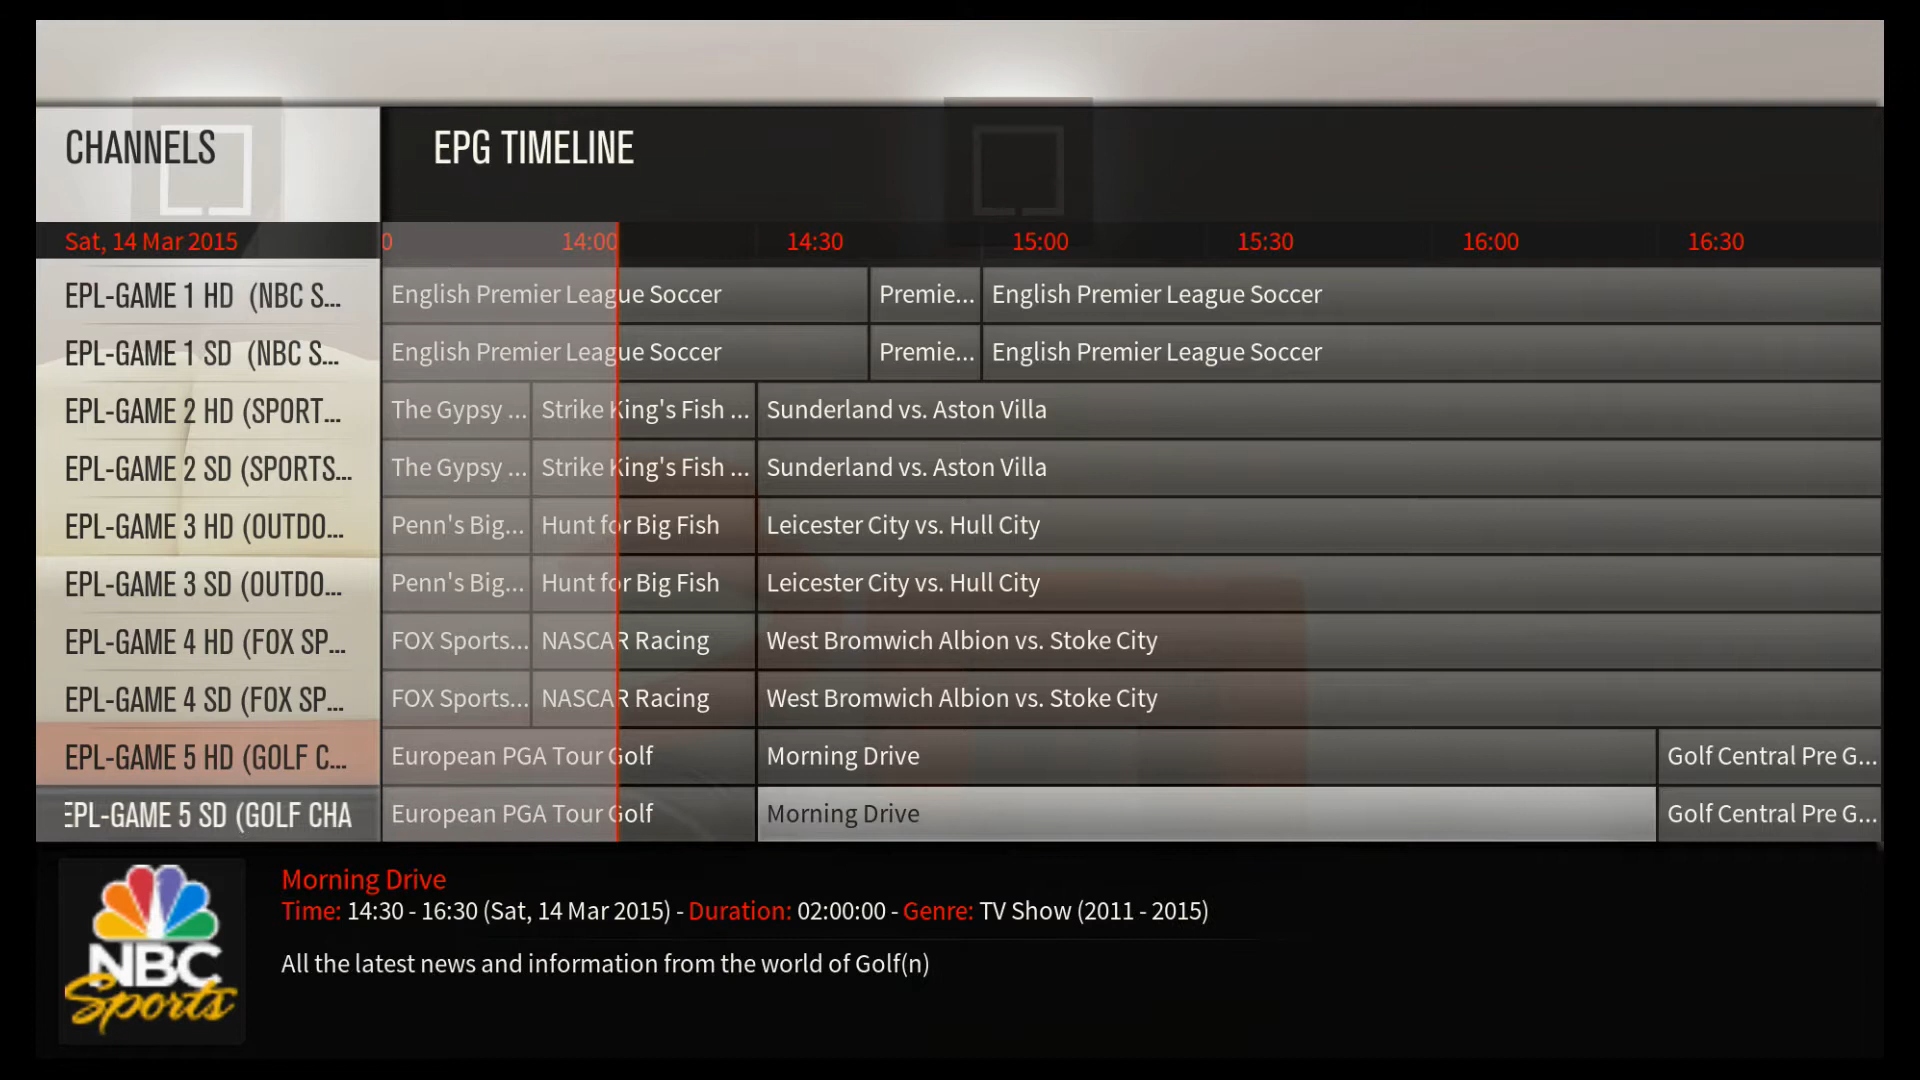 CHANNELS
EPG TIMELINE
Sat, 14 Mar 2015 0 14:00 14:30 15:00 15:30 16:00 16:30
EPL-GAME 1 HD (NBC S... English Premier League Soccer Premie... English Premier League Soccer
EPL-GAME 1 SD (NBC S... English Premier League Soccer Premie... English Premier League Soccer
EPL-GAME 2 HD (SPORT... The Gypsy ... Strike King's Fish ... Sunderland vs. Aston Villa
EPL-GAME 2 SD (SPORTS... The Gypsy ... Strike King's Fish ... Sunderland vs. Aston Villa
EPL-GAME 3 HD (OUTDO... Penn's Big... Hunt for Big Fish Leicester City vs. Hull City
EPL-GAME 3 SD (OUTDO... Penn's Big... Hunt for Big Fish Leicester City vs. Hull City
EPL-GAME 4 HD (FOX SP... FOX Sports... NASCAR Racing West Bromwich Albion vs. Stoke City
EPL-GAME 4 SD (FOX SP... FOX Sports... NASCAR Racing West Bromwich Albion vs. Stoke City
EPL-GAME 5 HD (GOLF C... European PGA Tour Golf Morning Drive Golf Central Pre G...
EPL-GAME 5 SD (GOLF CHA European PGA Tour Golf Morning Drive Golf Central Pre G...
Morning Drive
Time: 14:30 - 16:30 (Sat, 14 Mar 2015) - Duration: 02:00:00 - Genre: TV Show (2011 - 2015)
All the latest news and information from the world of Golf(n)
NBC
Sports